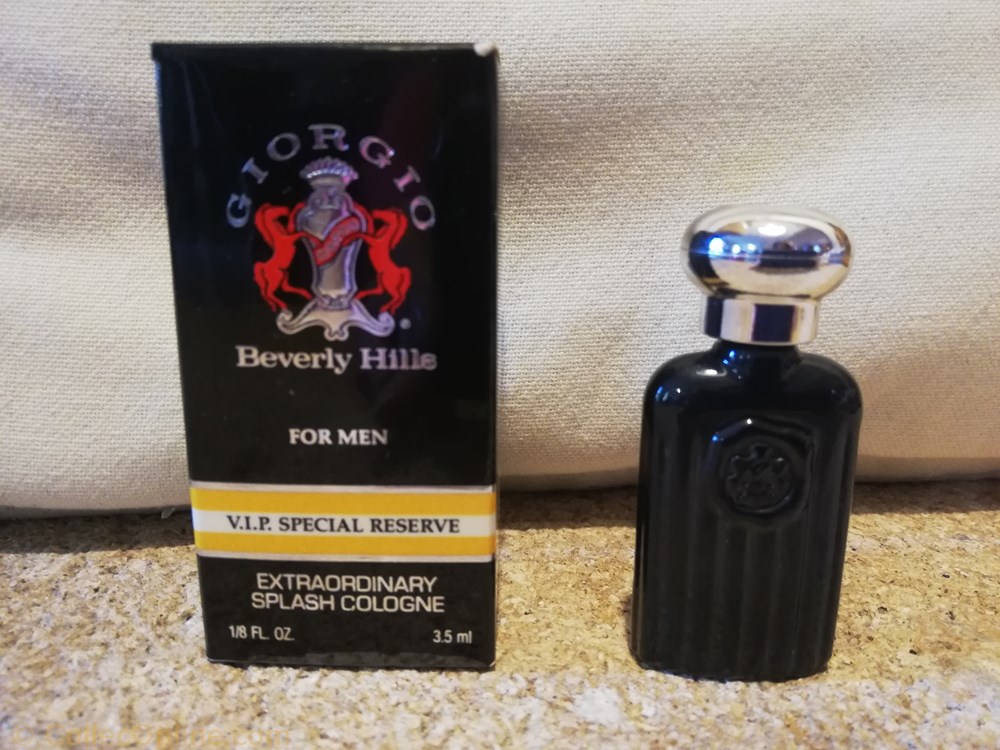 GIORGIO
Beverly Hills
FOR MEN
V.I.P. SPECIAL RESERVE
EXTRAORDINARY
SPLASH COLOGNE
1/8 FL. OZ. 3.5 ml